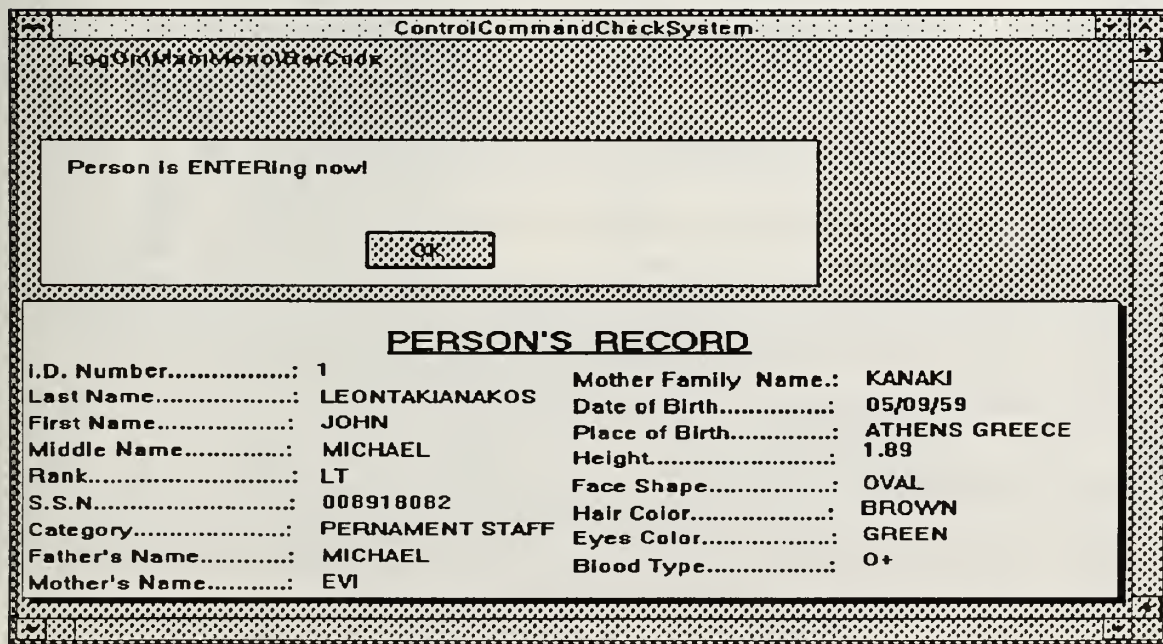 ControlCommandCheckSystem
LogOn\MainMenu\BarCode
Person is ENTERing now!
OK
PERSON'S RECORD
I.D. Number.................: 1
Last Name...................: LEONTAKIANAKOS
First Name..................: JOHN
Middle Name..............: MICHAEL
Rank............................: LT
S.S.N...........................: 008918082
Category.....................: PERNAMENT STAFF
Father's Name............: MICHAEL
Mother's Name...........: EVI
Mother Family Name.: KANAKI
Date of Birth...............: 05/09/59
Place of Birth..............: ATHENS GREECE
Height.........................: 1.89
Face Shape.................: OVAL
Hair Color...................: BROWN
Eyes Color..................: GREEN
Blood Type.................: O+